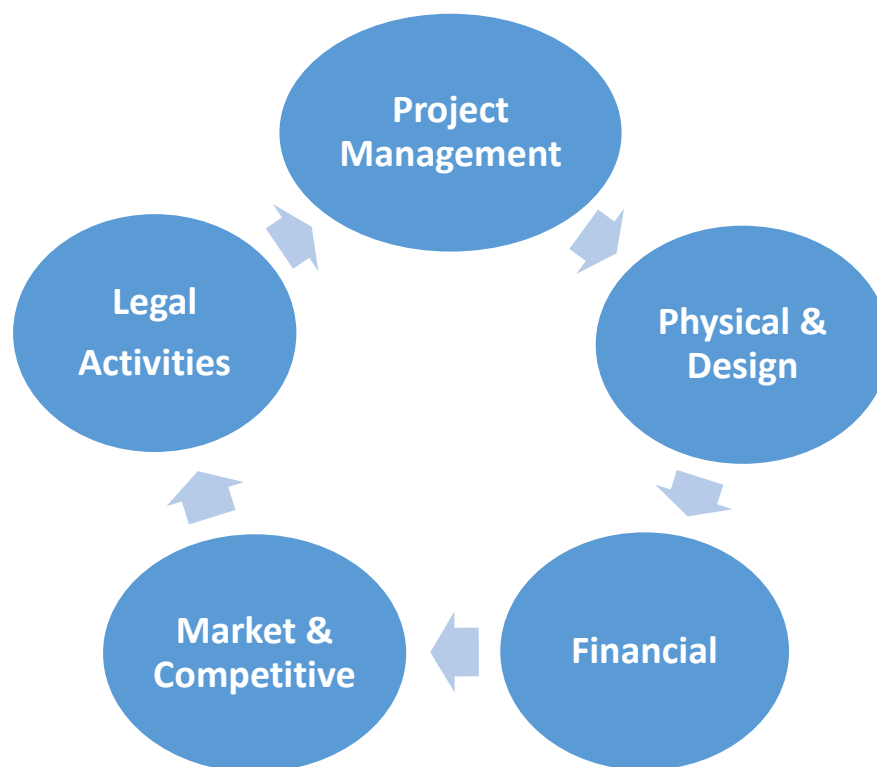 Project
Management
Physical &
Design
Financial
Market &
Competitive
Legal
Activities